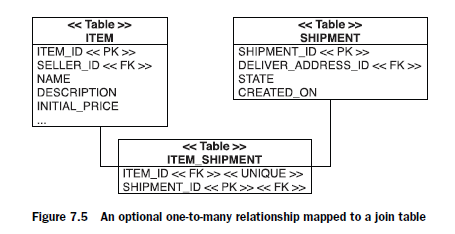 << Table >>
ITEM
ITEM_ID << PK >>
SELLER_ID << FK >>
NAME
DESCRIPTION
INITIAL_PRICE
...
<< Table >>
SHIPMENT
SHIPMENT_ID << PK >>
DELIVER_ADDRESS_ID << FK >>
STATE
CREATED_ON
<< Table >>
ITEM_SHIPMENT
ITEM_ID << FK >> << UNIQUE >>
SHIPMENT_ID << PK >> << FK >>
Figure 7.5 An optional one-to-many relationship mapped to a join table